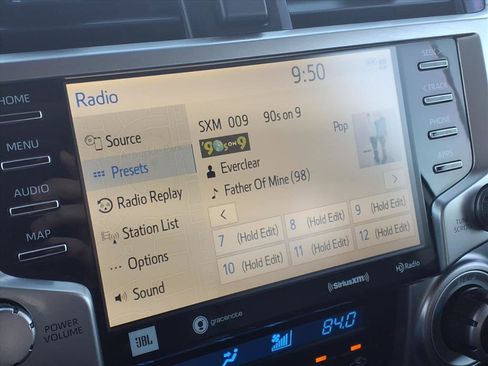 9:50
Radio
HOME
MENU
AUDIO
MAP
POWER
VOLUME
Source
Presets
Radio Replay
Station List
Options
Sound
SXM 009 90s on 9
'90s on 9
Pop
Everclear
Father Of Mine (98)
<
>
7 (Hold Edit)
8 (Hold Edit)
9 (Hold Edit)
10 (Hold Edit)
11 (Hold Edit)
12 (Hold Edit)
JBL
gracenote
SiriusXM
HD Radio
TRACK
PHONE
APPS
TUNE
SCROLL
84.0